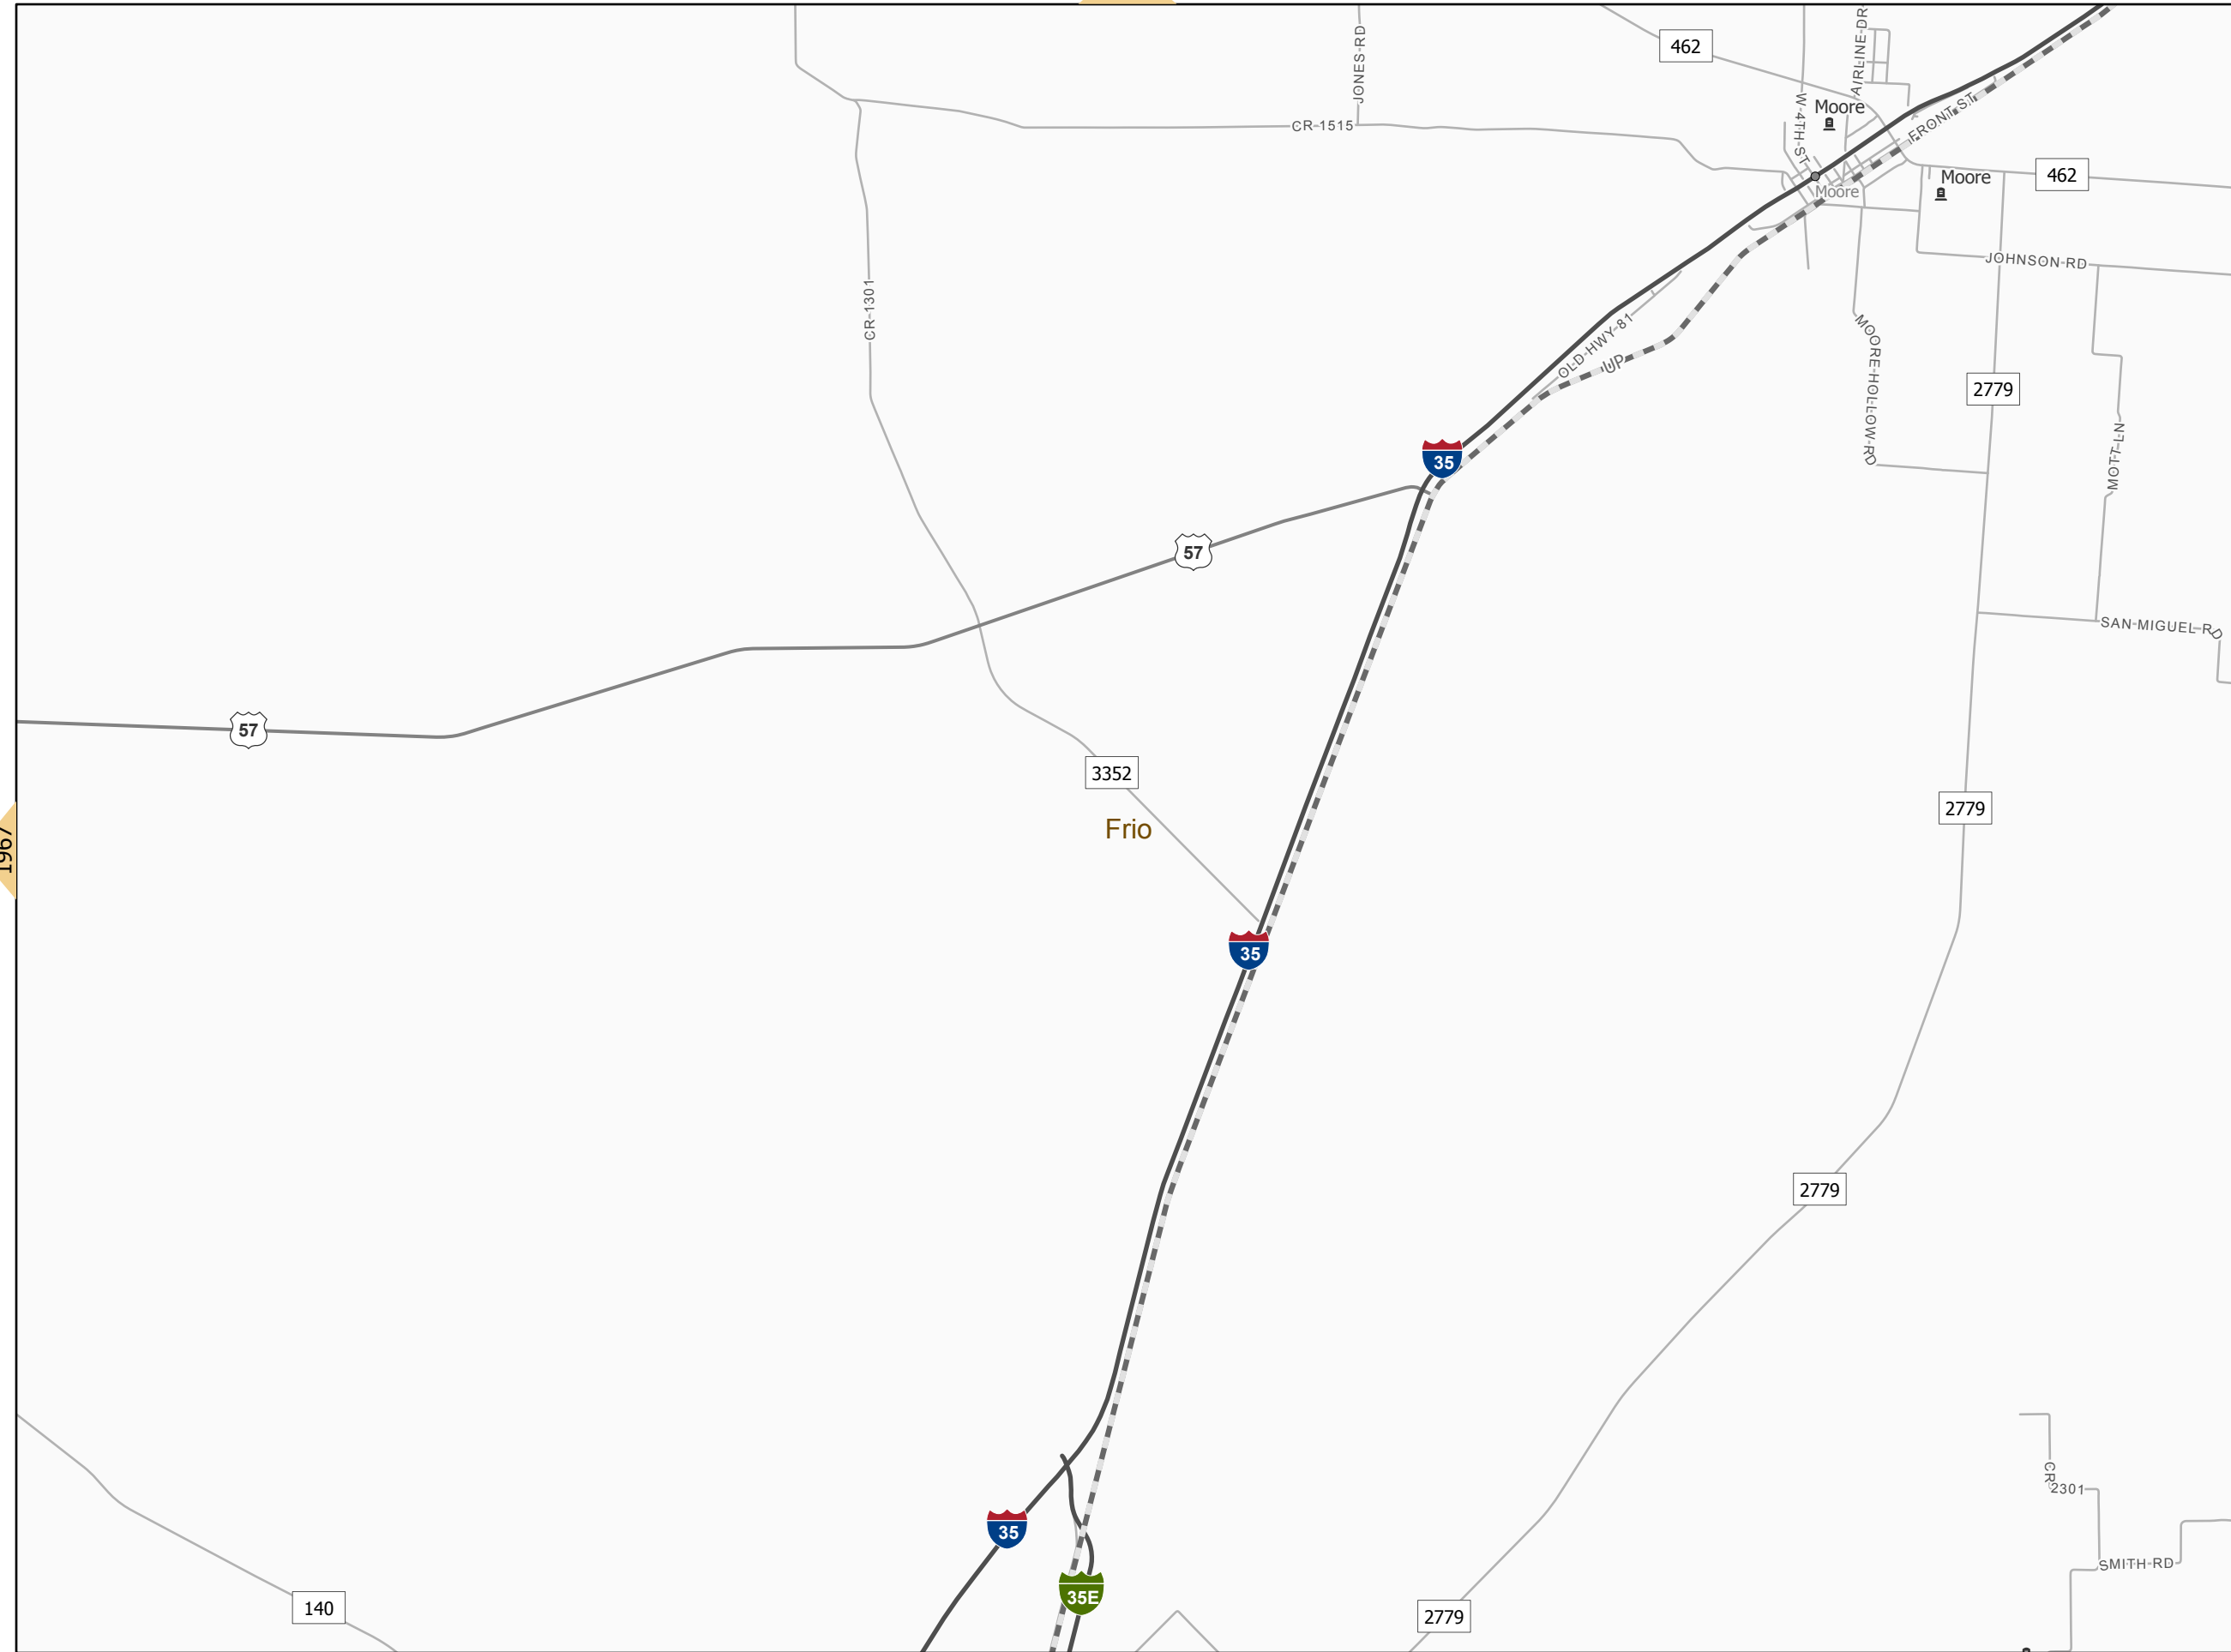 JONES RD
462
AIRLINE DR
W 4TH ST
Moore
FRONT ST
CR 1515
Moore
462
Moore
JOHNSON RD
CR 1301
OLD HWY 81
UP
MOORE HOLLOW RD
2779
MOTT LN
35
57
SAN MIGUEL RD
57
3352
2779
Frio
1967
35
2779
CR 2301
35
SMITH RD
35E
140
2779